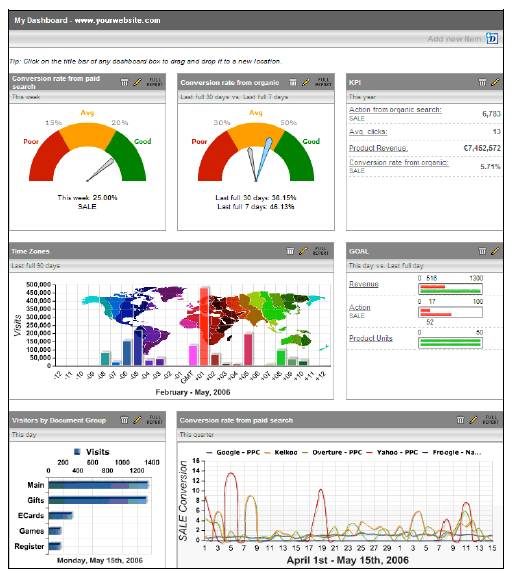 My Dashboard - www.yourwebsite.com
Add new item
Tip: Click on the title bar of any dashboard box to drag and drop it to a new location.
Conversion rate from paid search
FULL REPORT
This week
Poor
15%
Avg
20%
Good
This week 25.00%
SALE
Conversion rate from organic
FULL REPORT
Last full 30 days vs. Last full 7 days
Poor
30%
Avg
50%
Good
Last full 30 days: 36.15%
Last full 7 days: 46.13%
KPI
This year
Action from organic search: 6,783
SALE
Avg. clicks: 13
Product Revenue: €7,452,572
Conversion rate from organic: 5.71%
SALE
Time Zones
FULL REPORT
Last full 90 days
Visits
500,000
450,000
400,000
350,000
300,000
250,000
200,000
150,000
100,000
50,000
0
-12 -11 -10 -09 -08 -07 -06 -05 -04 -03 -02 -01 GMT +01 +02 +03 +04 +05 +06 +07 +08 +09 +10 +11 +12
February - May, 2006
GOAL
This day vs. Last full day
Revenue
0 516 1300
Action
SALE
0 17 100
52
Product Units
0 50
Visitors by Document Group
FULL REPORT
This day
Visits
0 200 600 1000 1400
400 800 1200
Main
Gifts
ECards
Games
Register
Monday, May 15th, 2006
Conversion rate from paid search
FULL REPORT
This quarter
Google - PPC Kelkoo Overture - PPC Yahoo - PPC Froogle - Na...
SALE Conversion
16
14
12
10
8
6
4
2
0
1 3 5 7 9 11 13 15 17 19 21 23 25 27 29 1 3 5 7 9 11 13 15
April 1st - May 15th, 2006